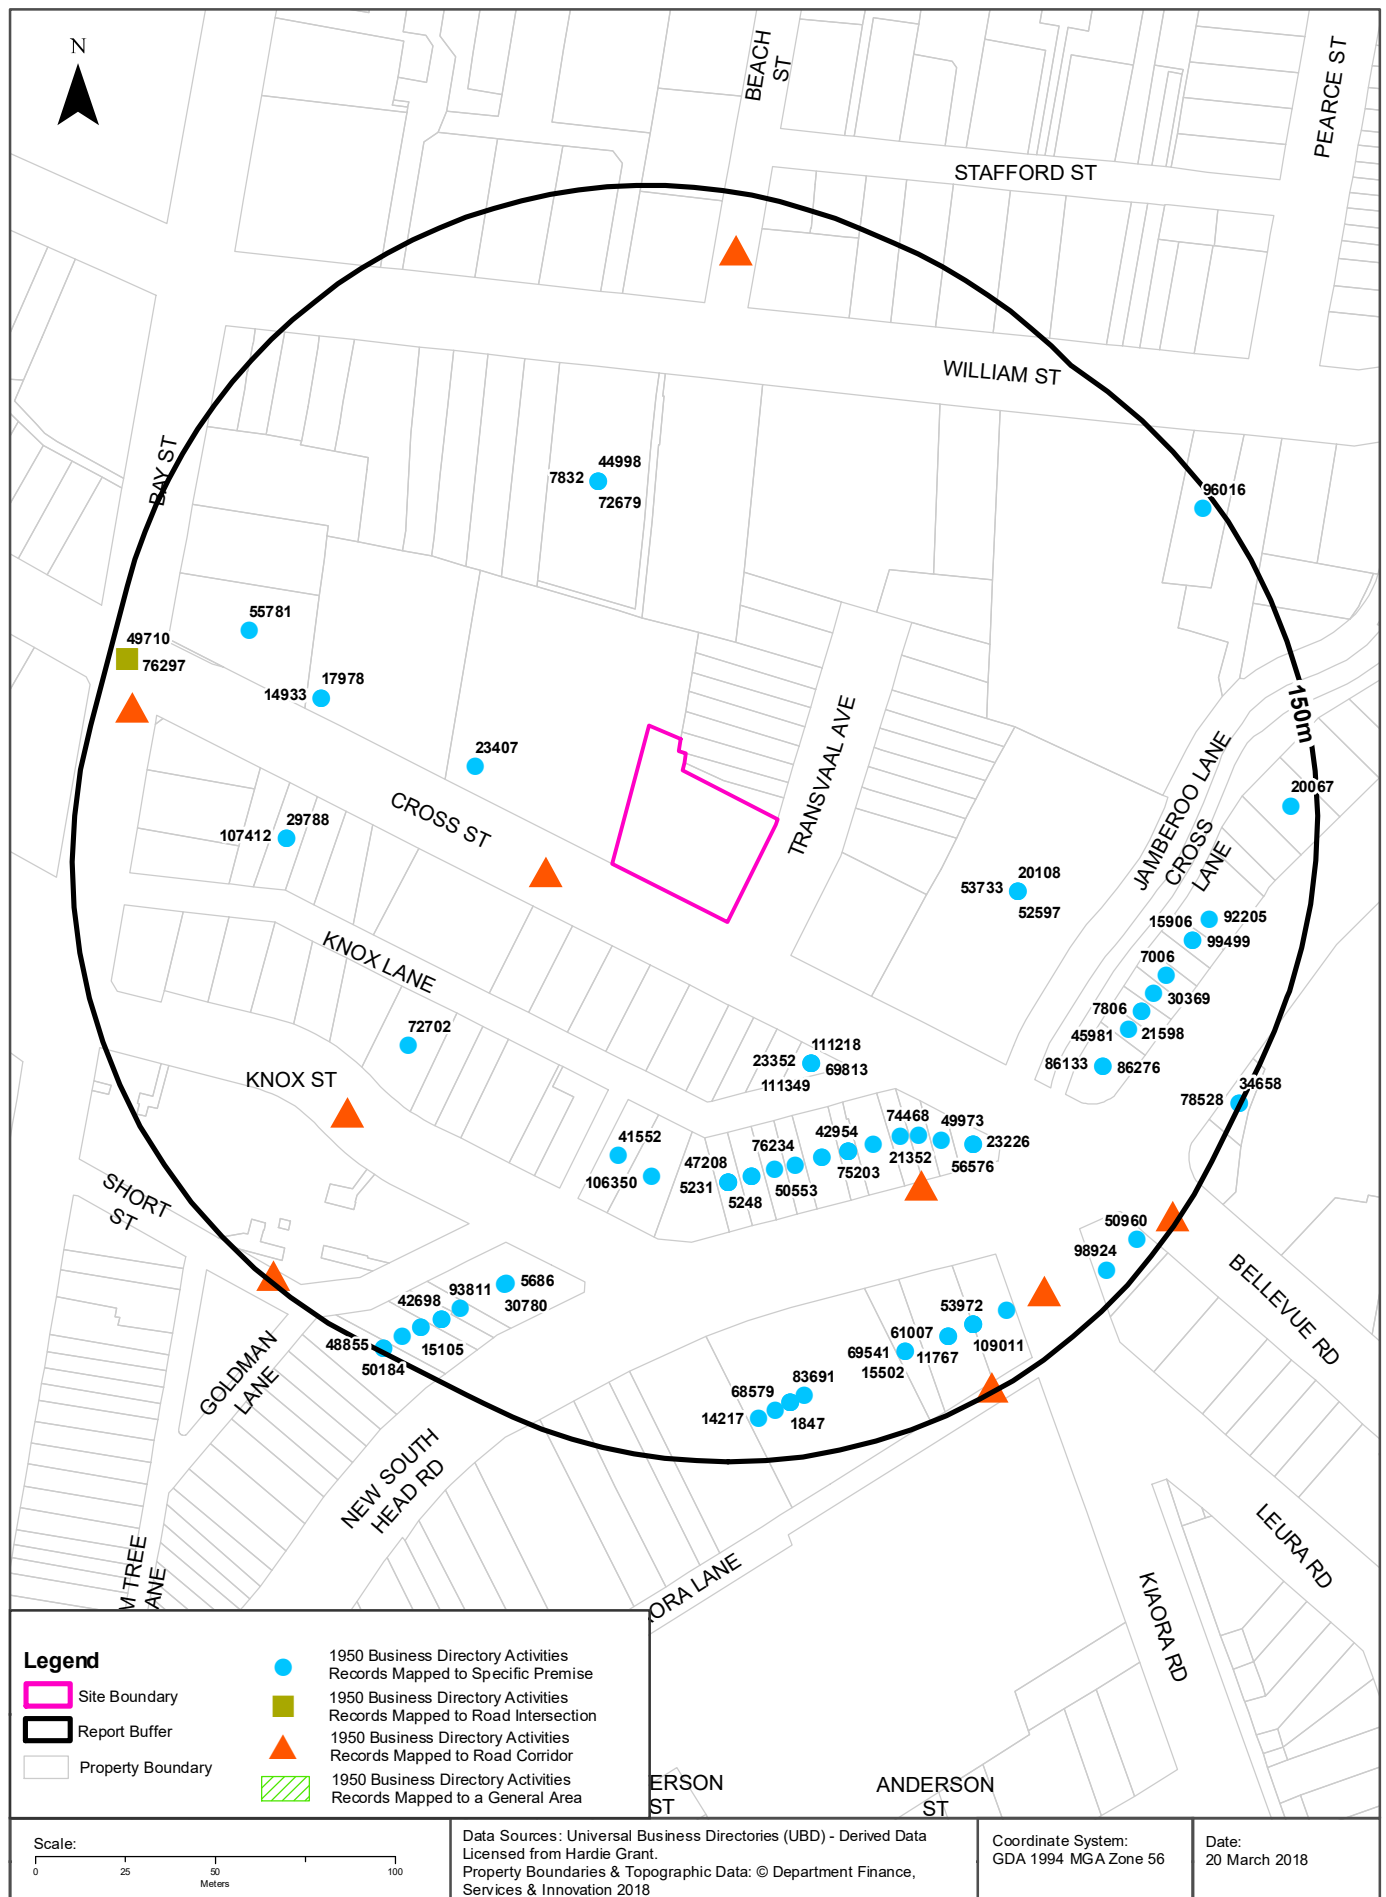 N
BEACH
ST
PEARCE ST
STAFFORD ST
WILLIAM ST
BAY ST
44998
7832
72679
96016
55781
49710
76297
17978
14933
150m
23407
TRANSVAAL AVE
JAMBEROO LANE
CROSS
LANE
20067
CROSS ST
29788
107412
20108
53733
52597
15906
92205
99499
7006
30369
7806
45981
21598
86133
86276
KNOX LANE
72702
111218
23352
69813
111349
KNOX ST
34658
78528
41552
106350
47208
5231
5248
76234
50553
42954
75203
74468
21352
49973
23226
56576
SHORT
ST
50960
98924
BELLEVUE RD
5686
30780
93811
42698
15105
48855
50184
GOLDMAN
LANE
53972
61007
109011
11767
69541
15502
83691
68579
14217
1847
NEW SOUTH
HEAD RD
LEURA RD
KIAORA RD
M TREE
ANE
ORA LANE
ERSON
ST
ANDERSON
ST
Legend
Site Boundary
Report Buffer
Property Boundary
1950 Business Directory Activities
Records Mapped to Specific Premise
1950 Business Directory Activities
Records Mapped to Road Intersection
1950 Business Directory Activities
Records Mapped to Road Corridor
1950 Business Directory Activities
Records Mapped to a General Area
Scale:
0 25 50 100
Meters
Data Sources: Universal Business Directories (UBD) - Derived Data
Licensed from Hardie Grant.
Property Boundaries & Topographic Data: © Department Finance,
Services & Innovation 2018
Coordinate System:
GDA 1994 MGA Zone 56
Date:
20 March 2018